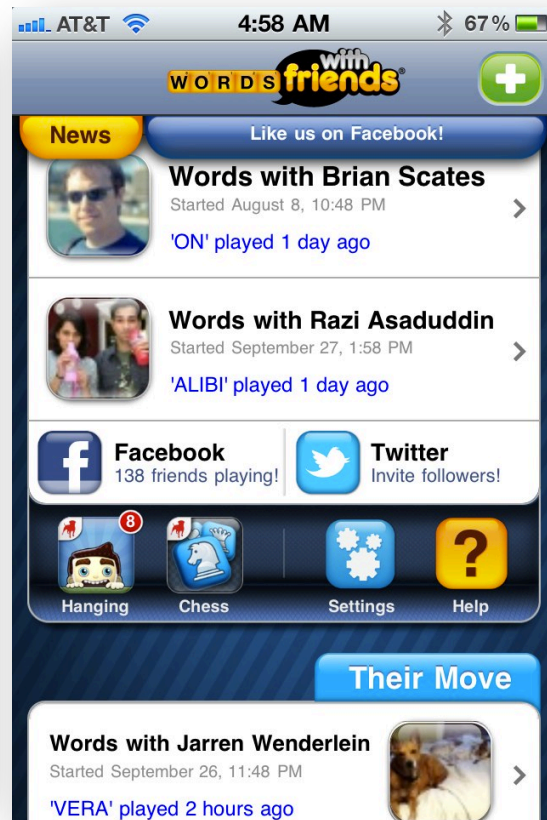 AT&T 4:58 AM 67%
WORDS with friends
News Like us on Facebook!
Words with Brian Scates
Started August 8, 10:48 PM
'ON' played 1 day ago
Words with Razi Asaduddin
Started September 27, 1:58 PM
'ALIBI' played 1 day ago
Facebook Twitter
138 friends playing! Invite followers!
8
Hanging Chess Settings Help
Their Move
Words with Jarren Wenderlein
Started September 26, 11:48 PM
'VERA' played 2 hours ago